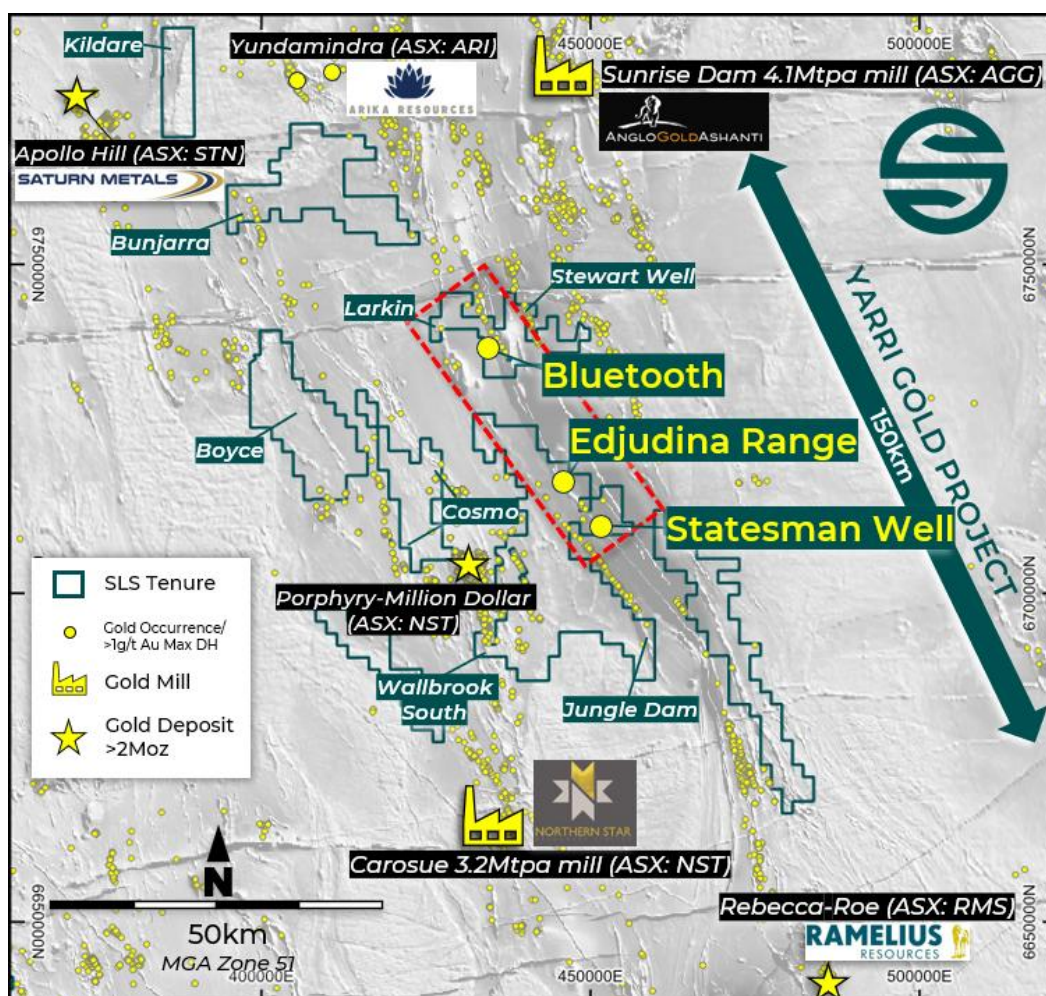 Kildare
Yundamindra (ASX: ARI)
ARIKA RESOURCES
400000E
450000E
500000E
Sunrise Dam 4.1Mtpa mill (ASX: AGG)
ANGLOGOLDASHANTI
Apollo Hill (ASX: STN)
SATURN METALS
Bunjarra
6750000N
6750000N
Stewart Well
Larkin
Bluetooth
YARRI GOLD PROJECT
150km
Edjudina Range
Boyce
Cosmo
Statesman Well
SLS Tenure
Gold Occurrence/
>1g/t Au Max DH
Gold Mill
Gold Deposit
>2Moz
Porphyry-Million Dollar
(ASX: NST)
6700000N
Wallbrook
South
Jungle Dam
NORTHERN STAR
Carosue 3.2Mtpa mill (ASX: NST)
N
50km
MGA Zone 51
Rebecca-Roe (ASX: RMS)
RAMELIUS
RESOURCES
6650000N
6650000N
400000E
450000E
500000E